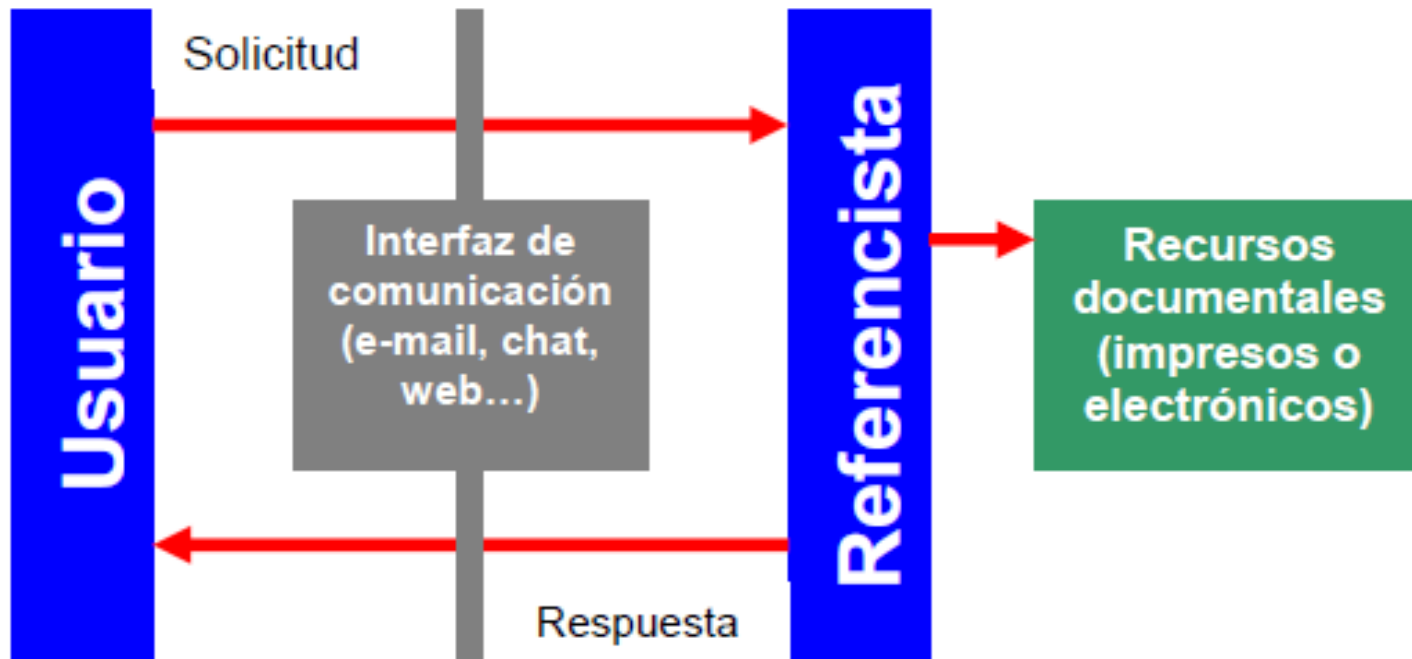 Solicitud
Usuario
Interfaz de
comunicación
(e-mail, chat,
web…)
Referencista
Recursos
documentales
(impresos o
electrónicos)
Respuesta